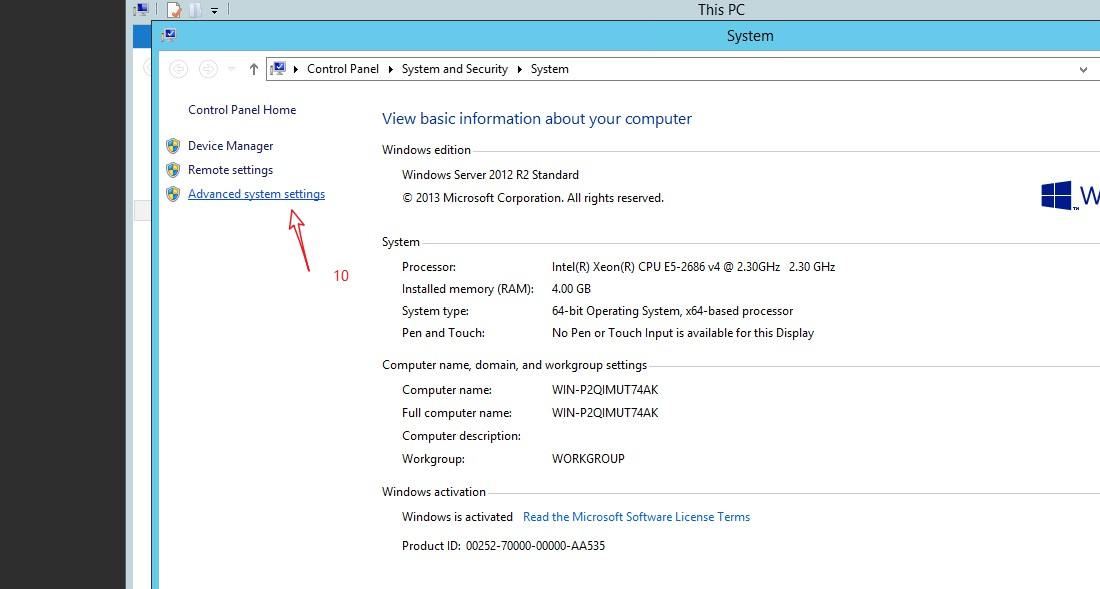 This PC
System
Control Panel System and Security System
Control Panel Home
Device Manager
Remote settings
Advanced system settings
10
View basic information about your computer
Windows edition
Windows Server 2012 R2 Standard
© 2013 Microsoft Corporation. All rights reserved.
W
System
Processor: Intel(R) Xeon(R) CPU E5-2686 v4 @ 2.30GHz 2.30 GHz
Installed memory (RAM): 4.00 GB
System type: 64-bit Operating System, x64-based processor
Pen and Touch: No Pen or Touch Input is available for this Display
Computer name, domain, and workgroup settings
Computer name: WIN-P2QIMUT74AK
Full computer name: WIN-P2QIMUT74AK
Computer description:
Workgroup: WORKGROUP
Windows activation
Windows is activated Read the Microsoft Software License Terms
Product ID: 00252-70000-00000-AA535